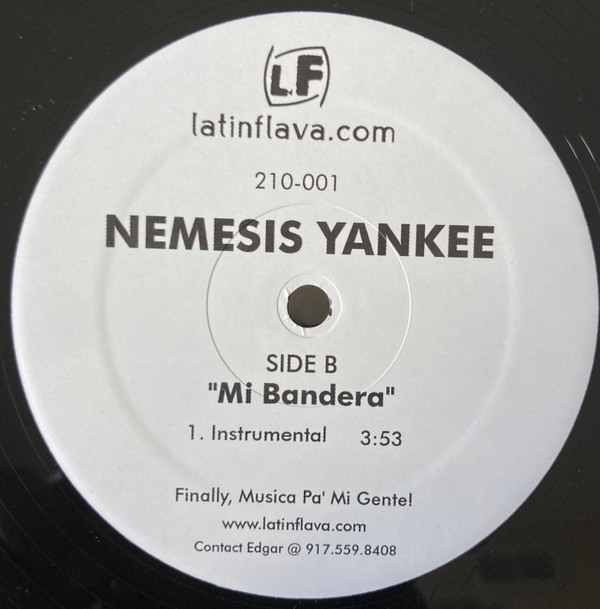 LF
latinflava.com
210-001
NEMESIS YANKEE
SIDE B
"Mi Bandera"
1. Instrumental 3:53
Finally, Musica Pa' Mi Gente!
www.latinflava.com
Contact Edgar @ 917.559.8408